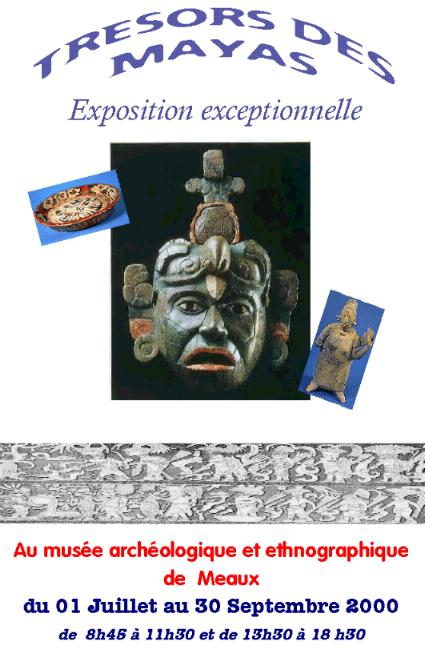 TRESORS DES
MAYAS
Exposition exceptionnelle
Au musée archéologique et ethnographique
de Meaux
du 01 Juillet au 30 Septembre 2000
de 8h45 à 11h30 et de 13h30 à 18 h30